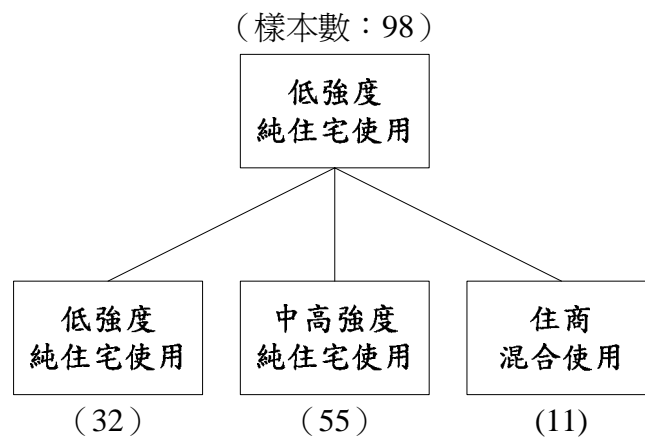 （樣本數：98）
低強度
純住宅使用
低強度
純住宅使用
（32）
中高強度
純住宅使用
（55）
住商
混合使用
(11)